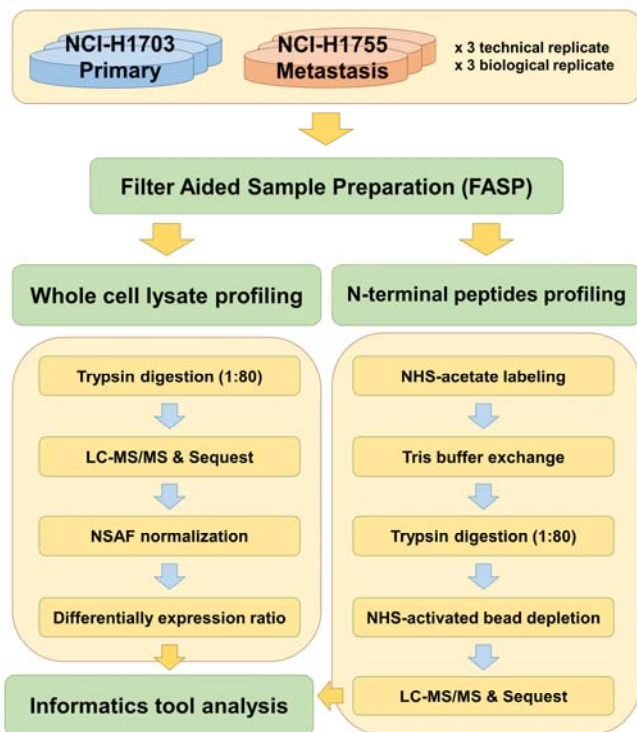 NCI-H1703
Primary
NCI-H1755
Metastasis
x 3 technical replicate
x 3 biological replicate
Filter Aided Sample Preparation (FASP)
Whole cell lysate profiling
Trypsin digestion (1:80)
LC-MS/MS & Sequest
NSAF normalization
Differentially expression ratio
N-terminal peptides profiling
NHS-acetate labeling
Tris buffer exchange
Trypsin digestion (1:80)
NHS-activated bead depletion
LC-MS/MS & Sequest
Informatics tool analysis